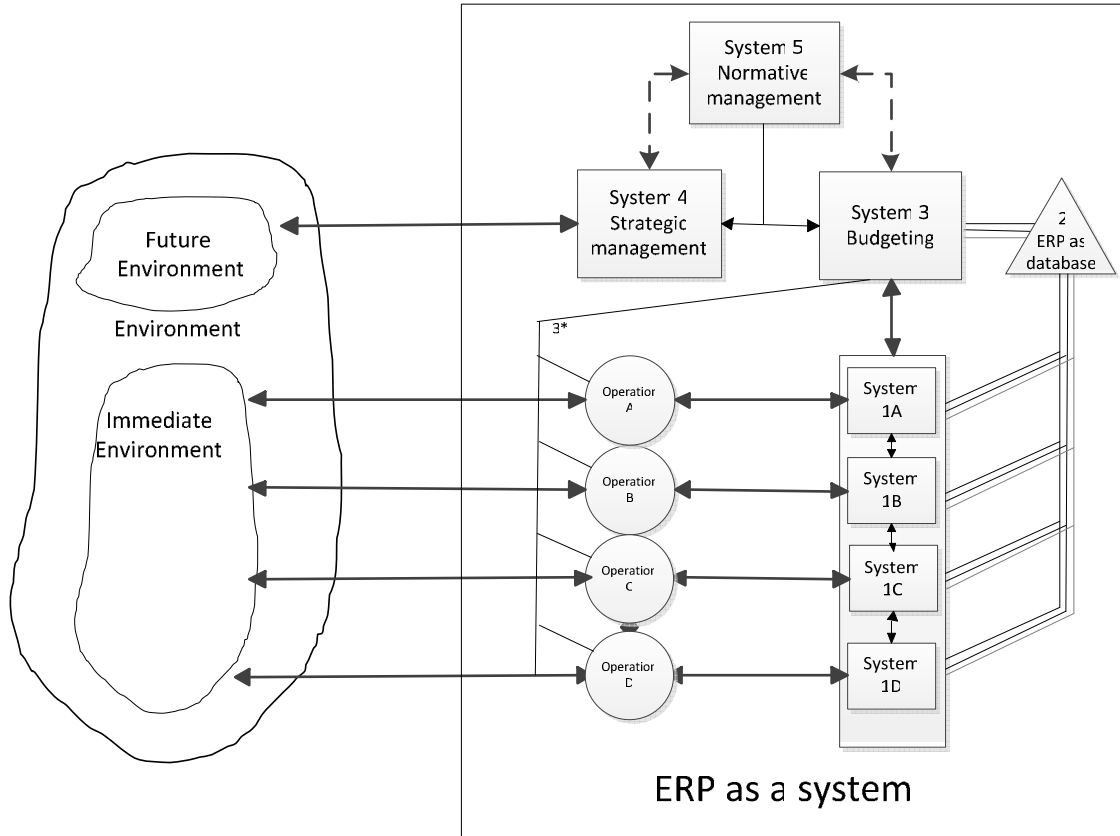 System 5
Normative
management
System 4
Strategic
management
System 3
Budgeting
2
ERP as
database
Future
Environment
Environment
Immediate
Environment
3*
Operation
A
Operation
B
Operation
C
Operation
D
System
1A
System
1B
System
1C
System
1D
ERP as a system